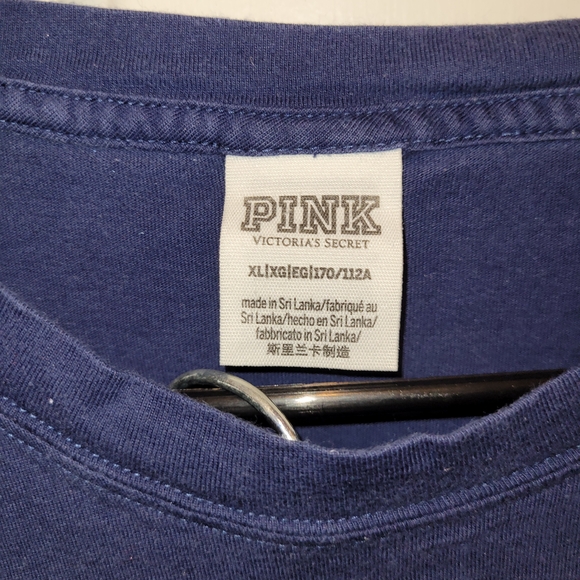 PINK
VICTORIA'S SECRET
XL|XG|EG|170/112A
made in Sri Lanka/fabriqué au
Sri Lanka/hecho en Sri Lanka/
fabbricato in Sri Lanka/
斯里兰卡制造